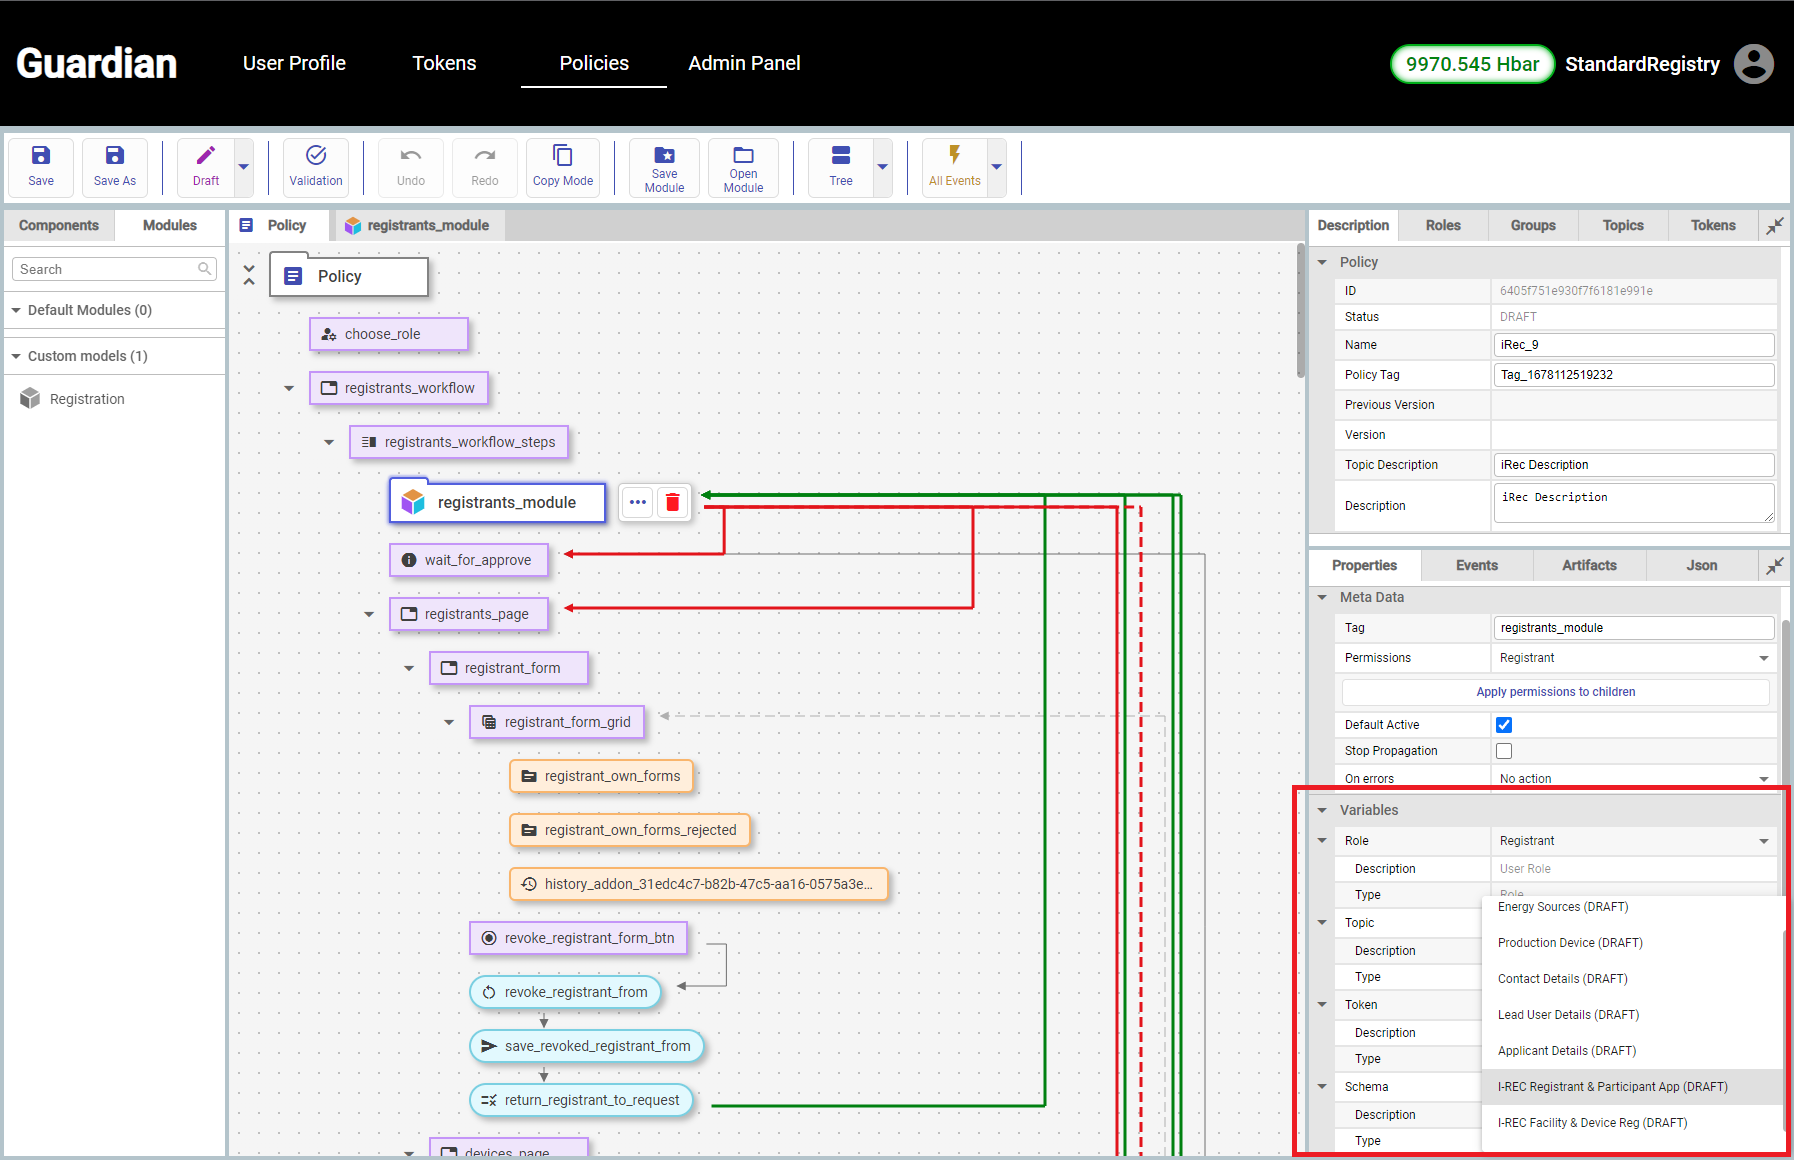 Guardian
User Profile
Tokens
Policies
Admin Panel
9970.545 Hbar
StandardRegistry
Save
Save As
Draft
Validation
Undo
Redo
Copy Mode
Save Module
Open Module
Tree
All Events
Components
Modules
Search
Default Modules (0)
Custom models (1)
Registration
Policy
registrants_module
Policy
choose_role
registrants_workflow
registrants_workflow_steps
registrants_module
wait_for_approve
registrants_page
registrant_form
registrant_form_grid
registrant_own_forms
registrant_own_forms_rejected
history_addon_31edc4c7-b82b-47c5-aa16-0575a3e...
revoke_registrant_form_btn
revoke_registrant_from
save_revoked_registrant_from
return_registrant_to_request
devices_page
Description
Roles
Groups
Topics
Tokens
Policy
ID 6405f751e930f7f6181e991e
Status DRAFT
Name iRec_9
Policy Tag Tag_1678112519232
Previous Version
Version
Topic Description iRec Description
Description iRec Description
Properties
Events
Artifacts
Json
Meta Data
Tag registrants_module
Permissions Registrant
Apply permissions to children
Default Active
Stop Propagation
On errors No action
Variables
Role Registrant
Description User Role
Type Role
Topic
Description
Type
Token
Description
Type
Schema
Description
Type
Energy Sources (DRAFT)
Production Device (DRAFT)
Contact Details (DRAFT)
Lead User Details (DRAFT)
Applicant Details (DRAFT)
I-REC Registrant & Participant App (DRAFT)
I-REC Facility & Device Reg (DRAFT)